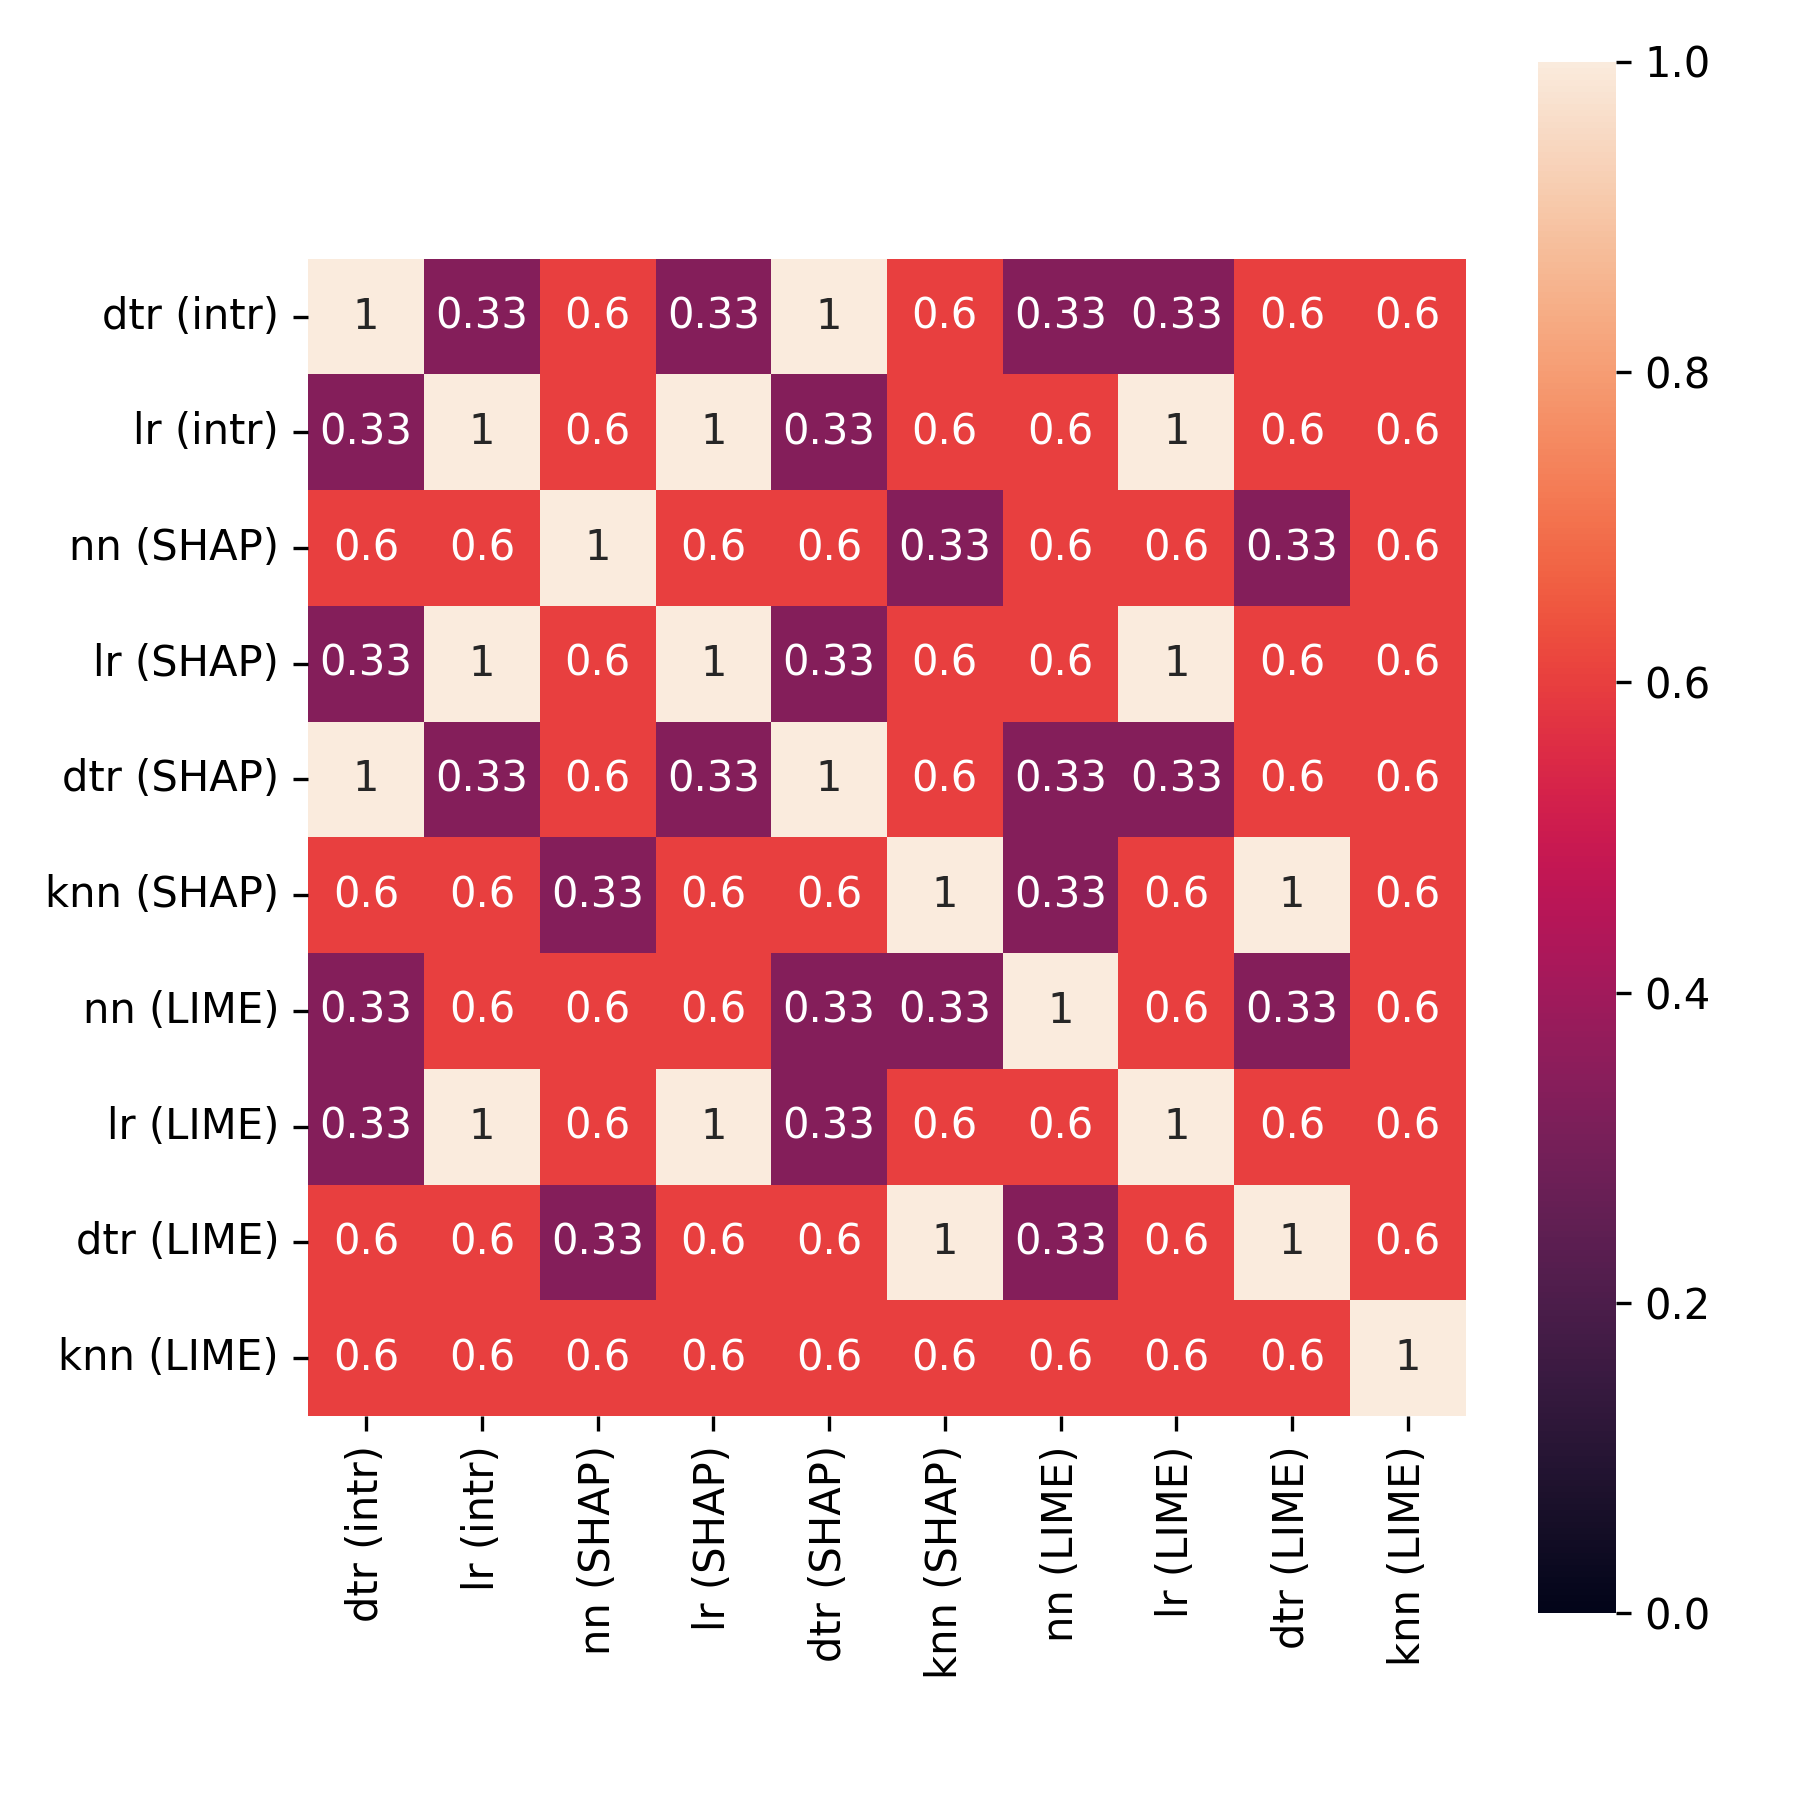 1.0
dtr (intr) 1 0.33 0.6 0.33 1 0.6 0.33 0.33 0.6 0.6
0.8
lr (intr) 0.33 1 0.6 1 0.33 0.6 0.6 1 0.6 0.6
nn (SHAP) 0.6 0.6 1 0.6 0.6 0.33 0.6 0.6 0.33 0.6
lr (SHAP) 0.33 1 0.6 1 0.33 0.6 0.6 1 0.6 0.6
0.6
dtr (SHAP) 1 0.33 0.6 0.33 1 0.6 0.33 0.33 0.6 0.6
knn (SHAP) 0.6 0.6 0.33 0.6 0.6 1 0.33 0.6 1 0.6
0.4
nn (LIME) 0.33 0.6 0.6 0.6 0.33 0.33 1 0.6 0.33 0.6
lr (LIME) 0.33 1 0.6 1 0.33 0.6 0.6 1 0.6 0.6
dtr (LIME) 0.6 0.6 0.33 0.6 0.6 1 0.33 0.6 1 0.6
0.2
knn (LIME) 0.6 0.6 0.6 0.6 0.6 0.6 0.6 0.6 0.6 1
0.0
dtr (intr)
lr (intr)
nn (SHAP)
lr (SHAP)
dtr (SHAP)
knn (SHAP)
nn (LIME)
lr (LIME)
dtr (LIME)
knn (LIME)